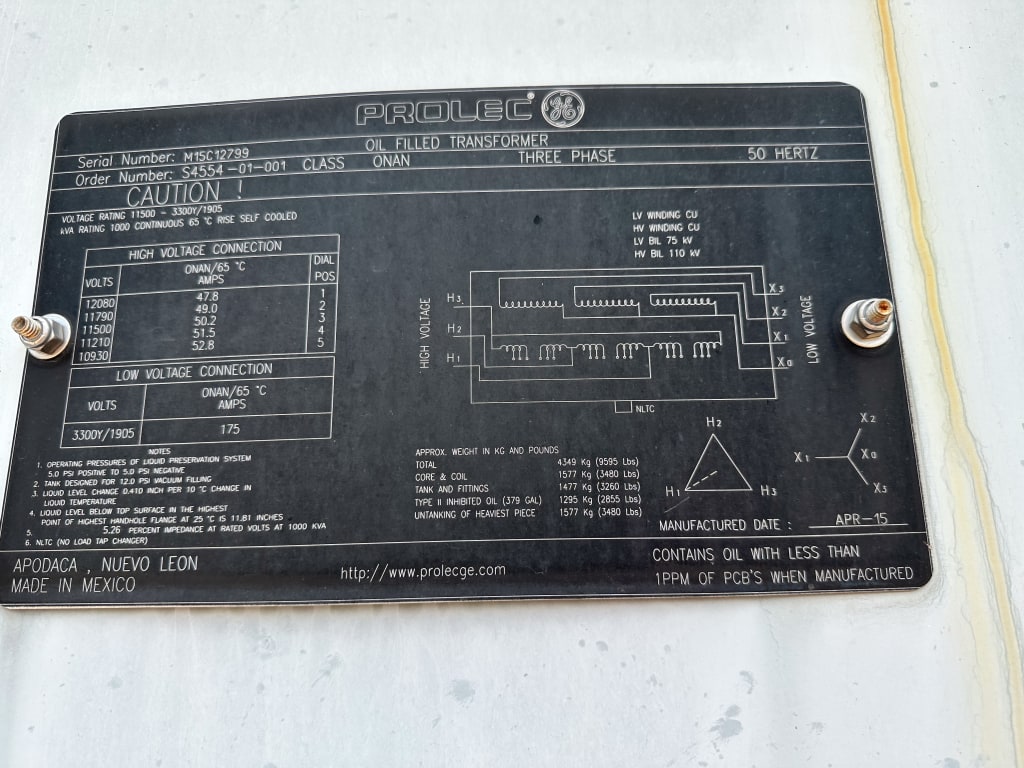 PROLEC GE
OIL FILLED TRANSFORMER
Serial Number: M15C12799
Order Number: S4554-01-001 CLASS ONAN THREE PHASE 50 HERTZ
CAUTION !
VOLTAGE RATING 11500 - 3300Y/1905
kVA RATING 1000 CONTINUOUS 65 °C RISE SELF COOLED
HIGH VOLTAGE CONNECTION
VOLTS ONAN/65 °C AMPS DIAL POS
12080 47.8 1
11790 49.0 2
11500 50.2 3
11210 51.5 4
10930 52.8 5
LOW VOLTAGE CONNECTION
VOLTS ONAN/65 °C AMPS
3300Y/1905 175
NOTES
1. OPERATING PRESSURES OF LIQUID PRESERVATION SYSTEM
5.0 PSI POSITIVE TO 5.0 PSI NEGATIVE
2. TANK DESIGNED FOR 12.0 PSI VACUUM FILLING
3. LIQUID LEVEL CHANGE 0.410 INCH PER 10 °C CHANGE IN
LIQUID TEMPERATURE
4. LIQUID LEVEL BELOW TOP SURFACE IN THE HIGHEST
POINT OF HIGHEST HANDHOLE FLANGE AT 25 °C IS 11.81 INCHES
5. 5.26 PERCENT IMPEDANCE AT RATED VOLTS AT 1000 KVA
6. NLTC (NO LOAD TAP CHANGER)
LV WINDING CU
HV WINDING CU
LV BIL 75 kV
HV BIL 110 kV
HIGH VOLTAGE
H3
H2
H1
X3
X2
X1
X0
LOW VOLTAGE
NLTC
APPROX. WEIGHT IN KG AND POUNDS
TOTAL 4349 Kg (9595 Lbs)
CORE & COIL 1577 Kg (3480 Lbs)
TANK AND FITTINGS 1477 Kg (3260 Lbs)
TYPE II INHIBITED OIL (379 GAL) 1295 Kg (2855 Lbs)
UNTANKING OF HEAVIEST PIECE 1577 Kg (3480 Lbs)
H2
H1 H3
X2
X1 X0
X3
MANUFACTURED DATE : APR-15
APODACA , NUEVO LEON
MADE IN MEXICO
http://www.prolecge.com
CONTAINS OIL WITH LESS THAN
1PPM OF PCB'S WHEN MANUFACTURED